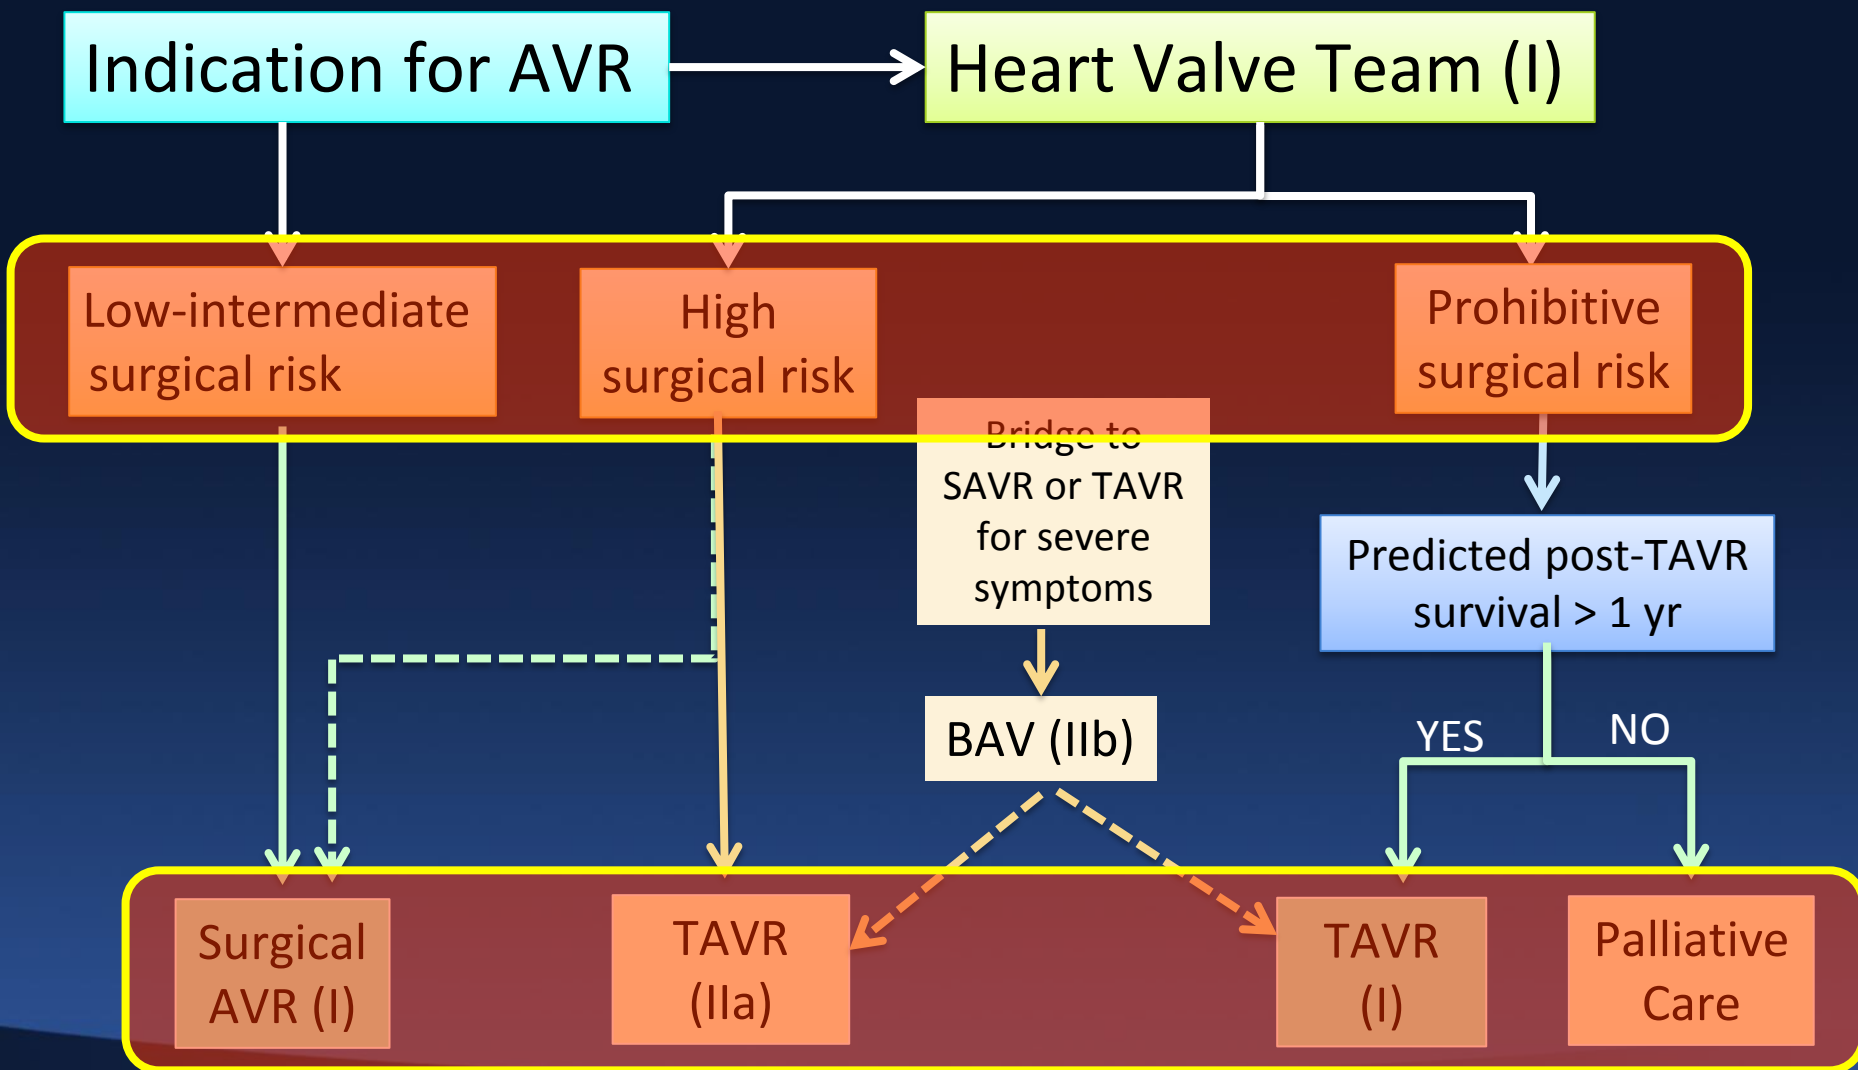 Indication for AVR
Heart Valve Team (I)
Low-intermediate
surgical risk
High
surgical risk
Prohibitive
surgical risk
Bridge to
SAVR or TAVR
for severe
symptoms
Predicted post-TAVR
survival > 1 yr
BAV (IIb)
YES
NO
Surgical
AVR (I)
TAVR
(IIa)
TAVR
(I)
Palliative
Care